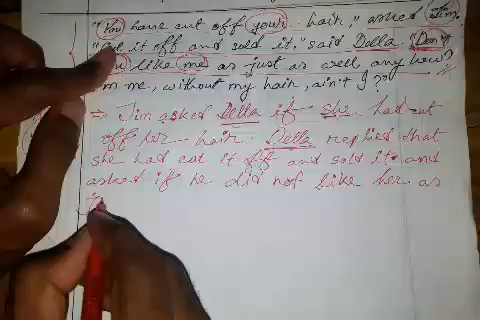 "You have cut off your hair," asked Jim.
"Cut it off and sold it," said Della. "Don't
you like me as just as well any how?
I'm me, without my hair, ain't I?"
⇒ Jim asked Della if she had cut
off her hair. Della replied that
she had cut it off and sold it and
asked if he did not like her as